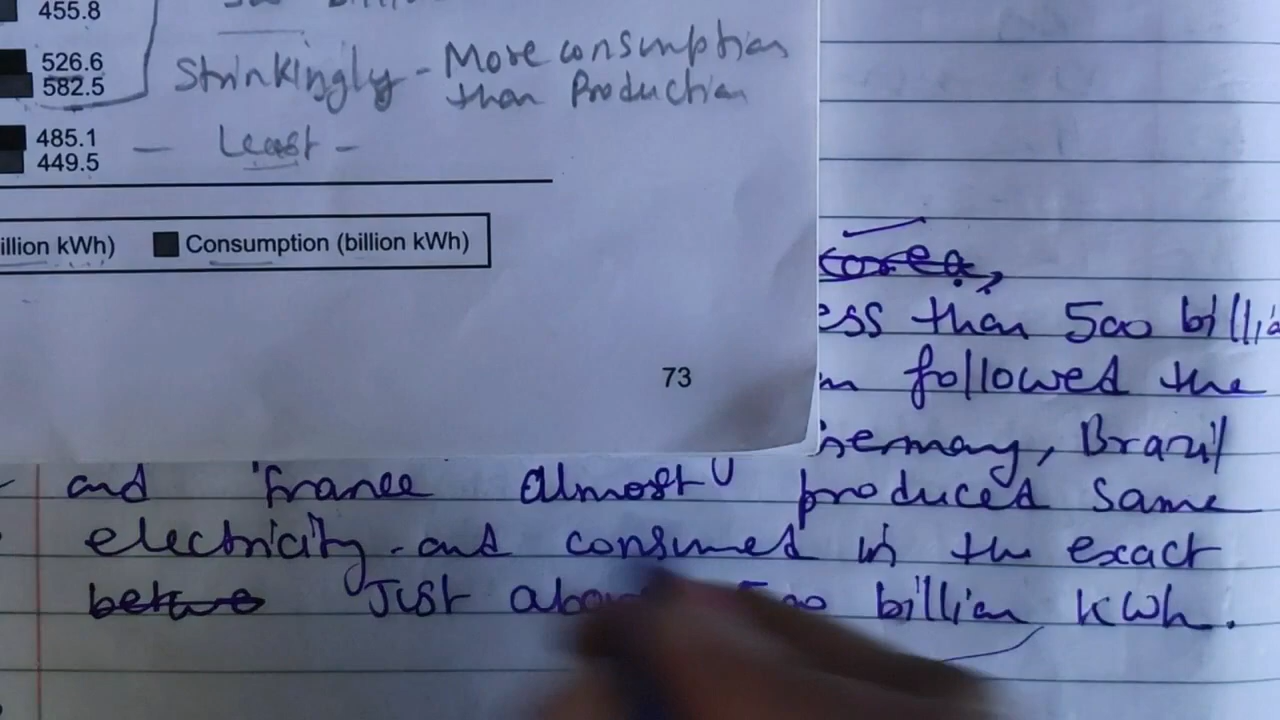 455.8
526.6
582.5
Strinkingly - More consumption
than Production
485.1
449.5
— Least -
illion kWh) Consumption (billion kWh)
73
Korea,
ess than 500 billio
followed the
Germany, Brazil
and France almost produced same
electricity and consumed in the exact
Just above 500 billion kWh.